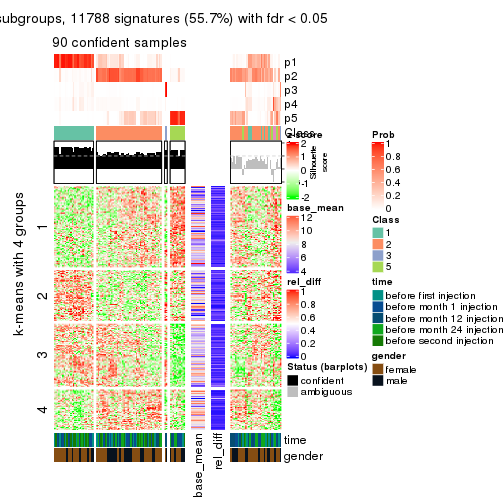 subgroups, 11788 signatures (55.7%) with fdr < 0.05
90 confident samples
p1
p2
p3
p4
p5
Class
k-means with 4 groups
1
2
3
4
time
gender
base_mean
rel_diff
z-score
2
1
0
-1
-2
Silhouette
score
base_mean
12
10
8
6
4
rel_diff
1
0.8
0.6
0.4
0.2
0
Status (barplots)
confident
ambiguous
Prob
1
0.8
0.6
0.4
0.2
0
Class
1
2
3
5
time
before first injection
before month 1 injection
before month 12 injection
before month 24 injection
before second injection
gender
female
male